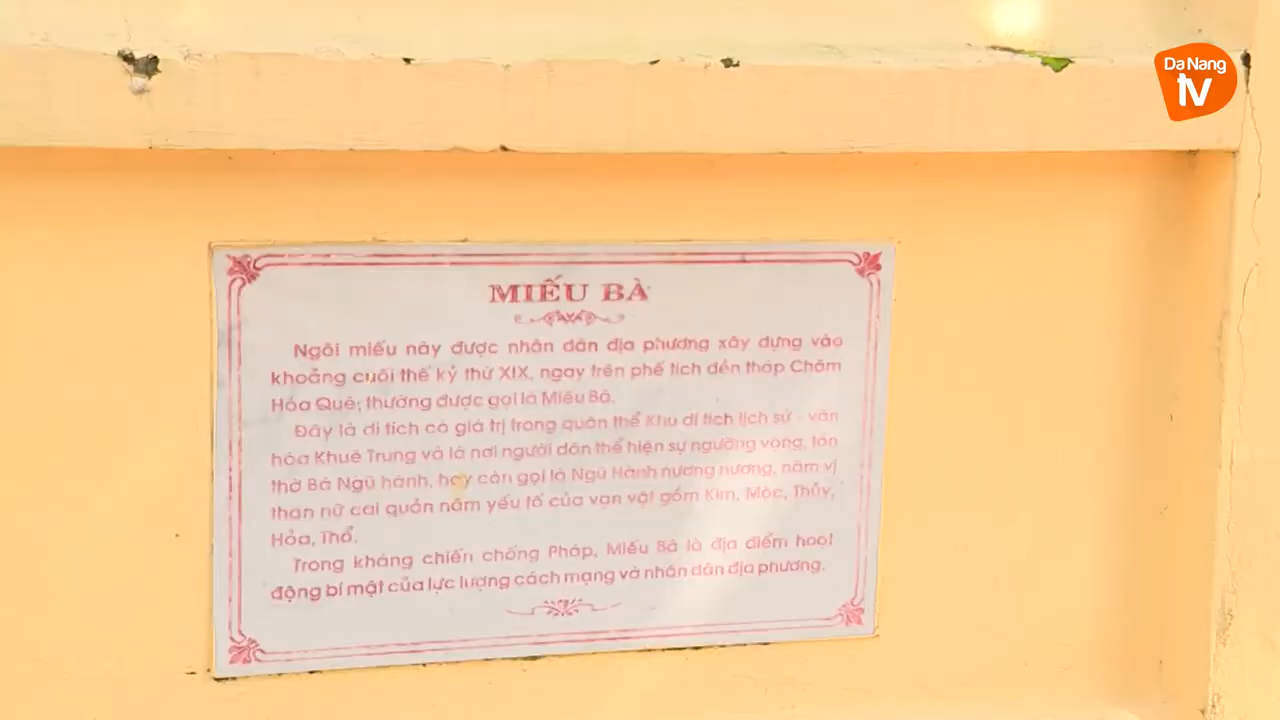 Da Nang
tv
MIẾU BÀ
Ngôi miếu này được nhân dân địa phương xây dựng vào
khoảng cuối thế kỷ thứ XIX, ngay trên phế tích đền tháp Chăm
Hóa Quê; thường được gọi là Miếu Bà.
Đây là di tích có giá trị trong quần thể Khu di tích lịch sử - văn
hóa Khuê Trung và là nơi người dân thể hiện sự ngưỡng vọng, tôn
thờ Bà Ngũ hành, hay còn gọi là Ngũ Hành nương nương, năm vị
thần nữ cai quản năm yếu tố của vạn vật gồm Kim, Mộc, Thủy,
Hỏa, Thổ.
Trong kháng chiến chống Pháp, Miếu Bà là địa điểm hoạt
động bí mật của lực lượng cách mạng và nhân dân địa phương.